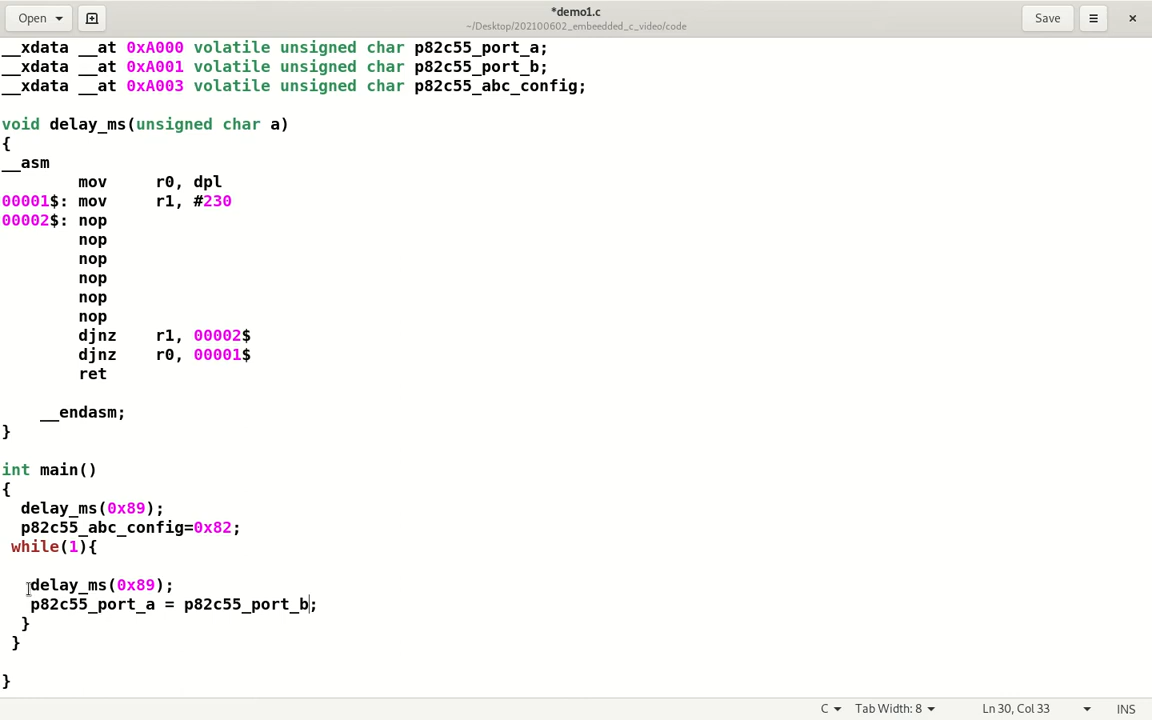 Open
*demo1.c
~/Desktop/202100602_embeedded_c_video/code
Save
__xdata __at 0xA000 volatile unsigned char p82c55_port_a;
__xdata __at 0xA001 volatile unsigned char p82c55_port_b;
__xdata __at 0xA003 volatile unsigned char p82c55_abc_config;
void delay_ms(unsigned char a)
{
__asm
mov r0, dpl
00001$: mov r1, #230
00002$: nop
nop
nop
nop
nop
nop
djnz r1, 00002$
djnz r0, 00001$
ret
__endasm;
}
int main()
{
delay_ms(0x89);
p82c55_abc_config=0x82;
while(1){
delay_ms(0x89);
p82c55_port_a = p82c55_port_b;
}
}
}
C Tab Width: 8 Ln 30, Col 33 INS